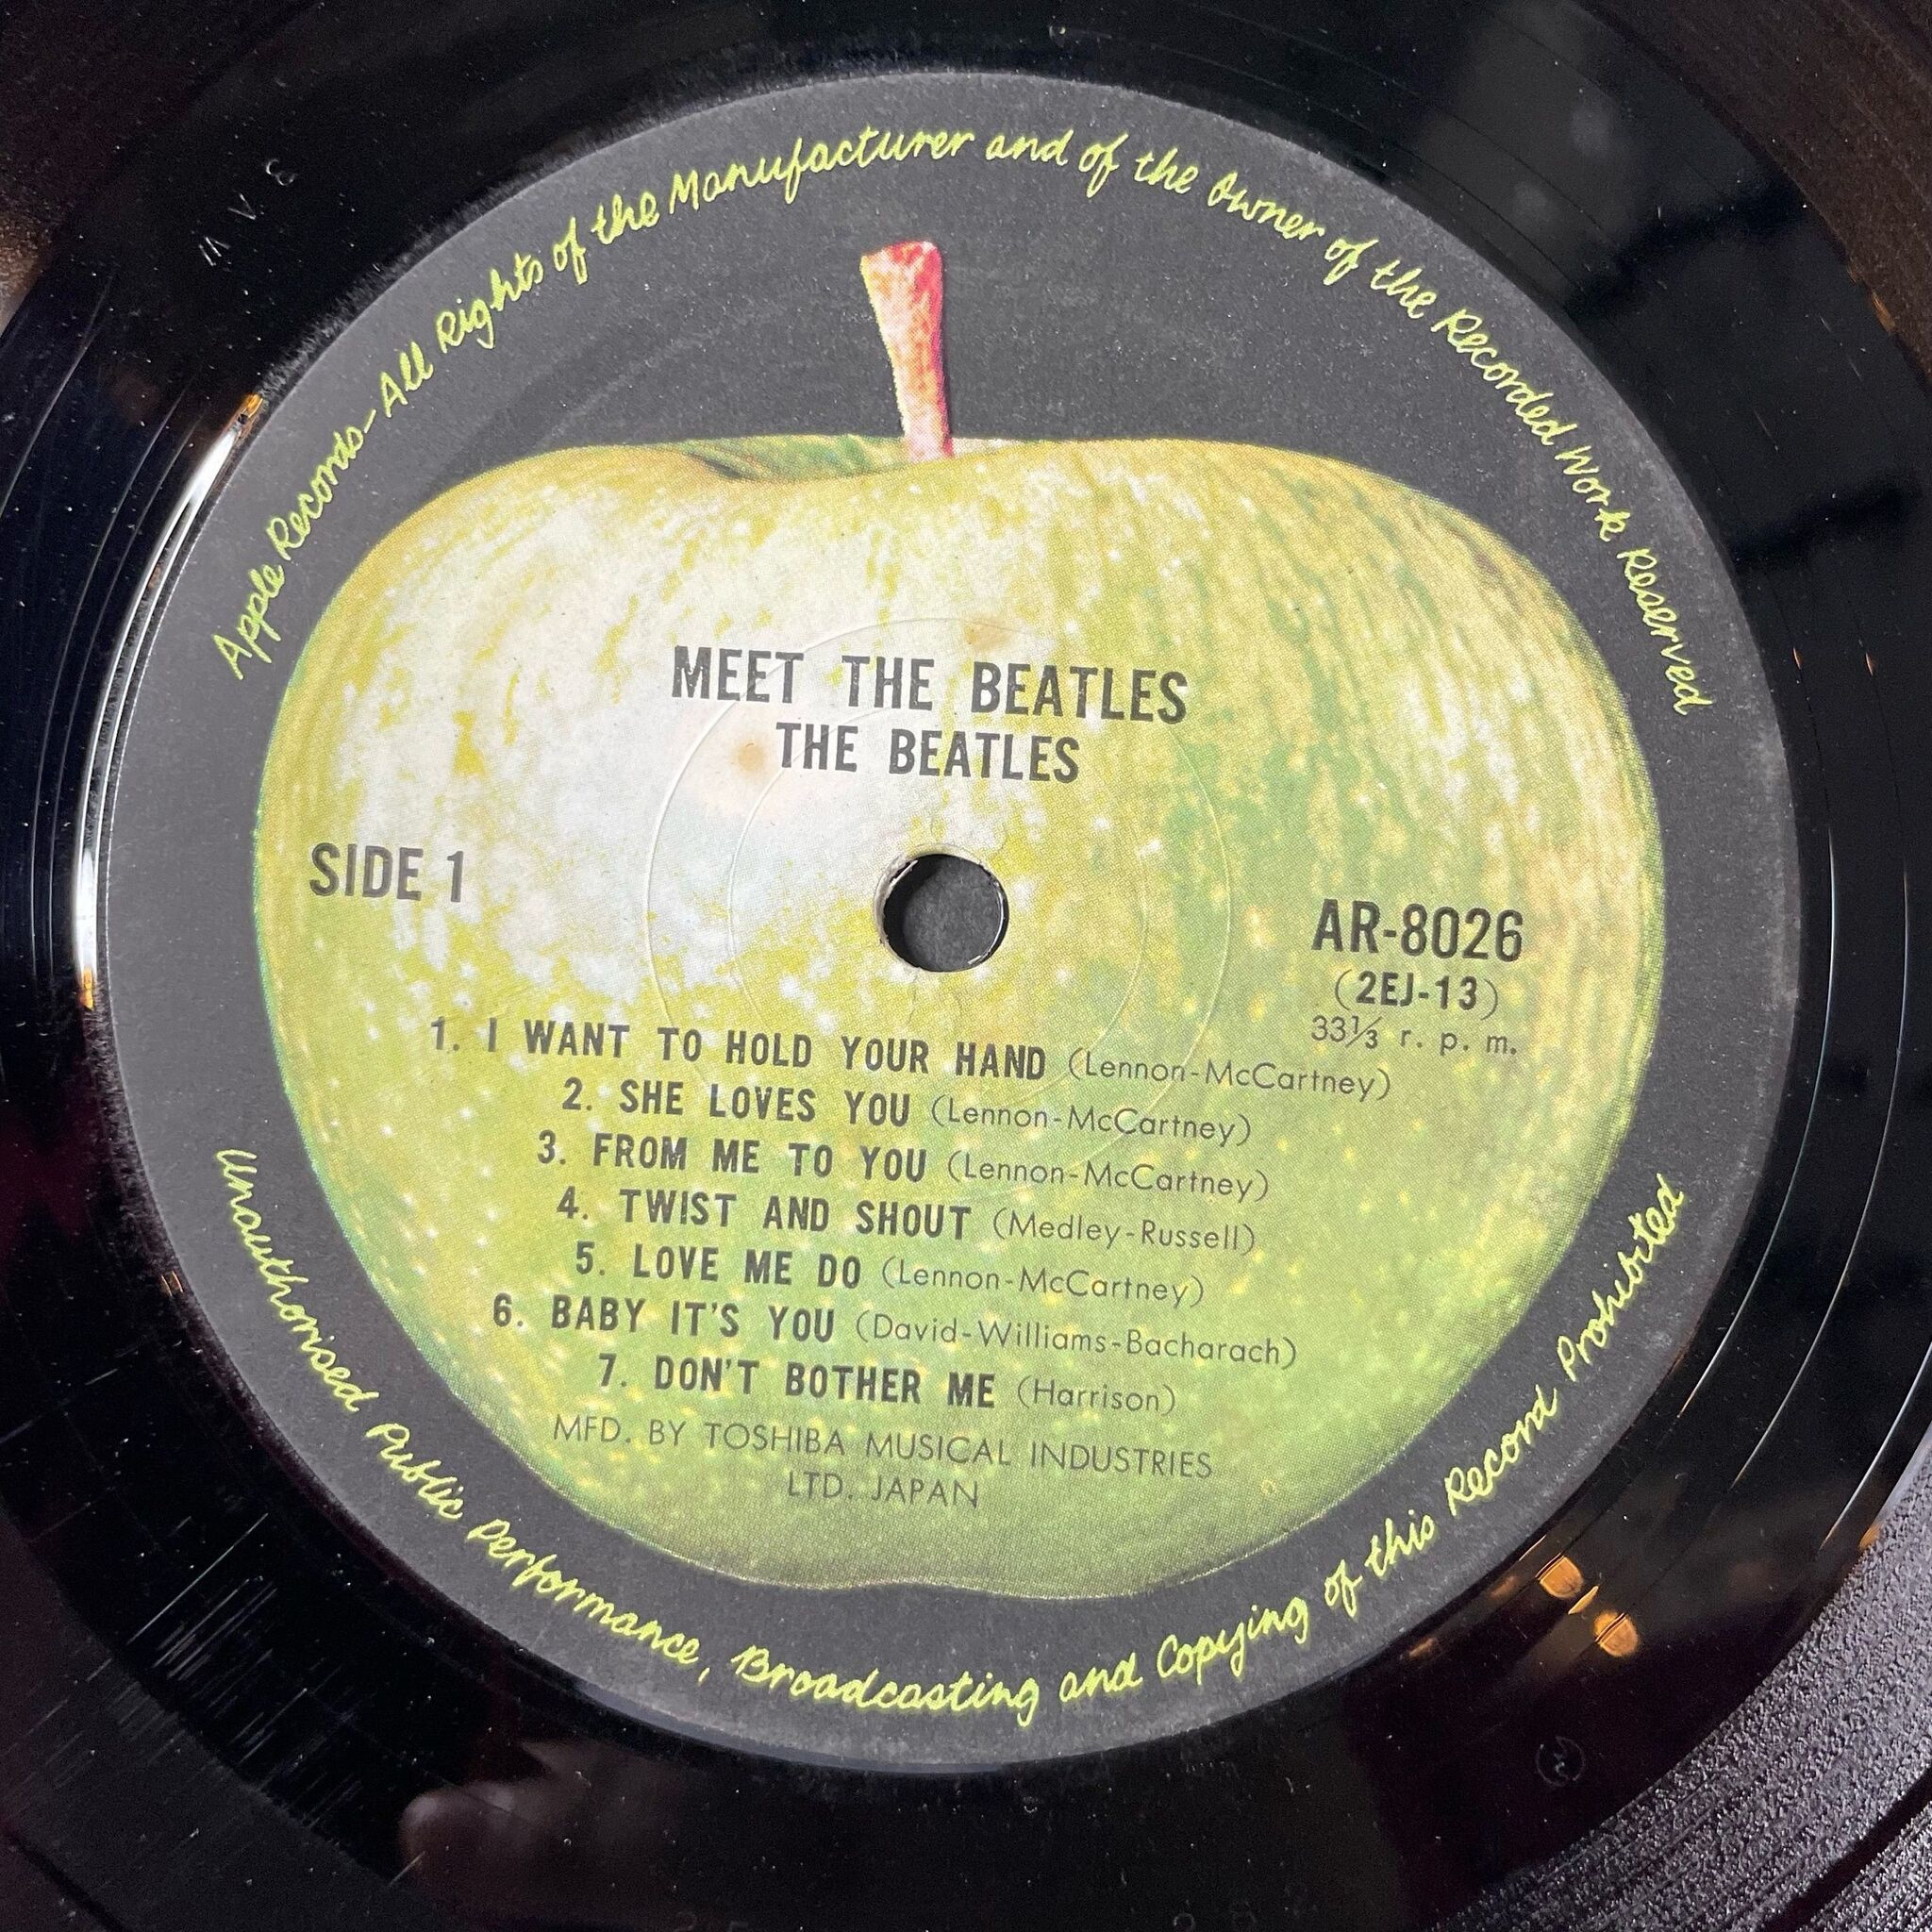 Apple Records-All Rights of the Manufacturer and of the Owner of the Recorded Work Reserved
MEET THE BEATLES
THE BEATLES
SIDE 1
AR-8026
(2EJ-13)
33⅓ r. p. m.
1. I WANT TO HOLD YOUR HAND (Lennon-McCartney)
2. SHE LOVES YOU (Lennon-McCartney)
3. FROM ME TO YOU (Lennon-McCartney)
4. TWIST AND SHOUT (Medley-Russell)
5. LOVE ME DO (Lennon-McCartney)
6. BABY IT'S YOU (David-Williams-Bacharach)
7. DON'T BOTHER ME (Harrison)
MFD. BY TOSHIBA MUSICAL INDUSTRIES
LTD. JAPAN
Unauthorised Public Performance, Broadcasting and Copying of this Record Prohibited